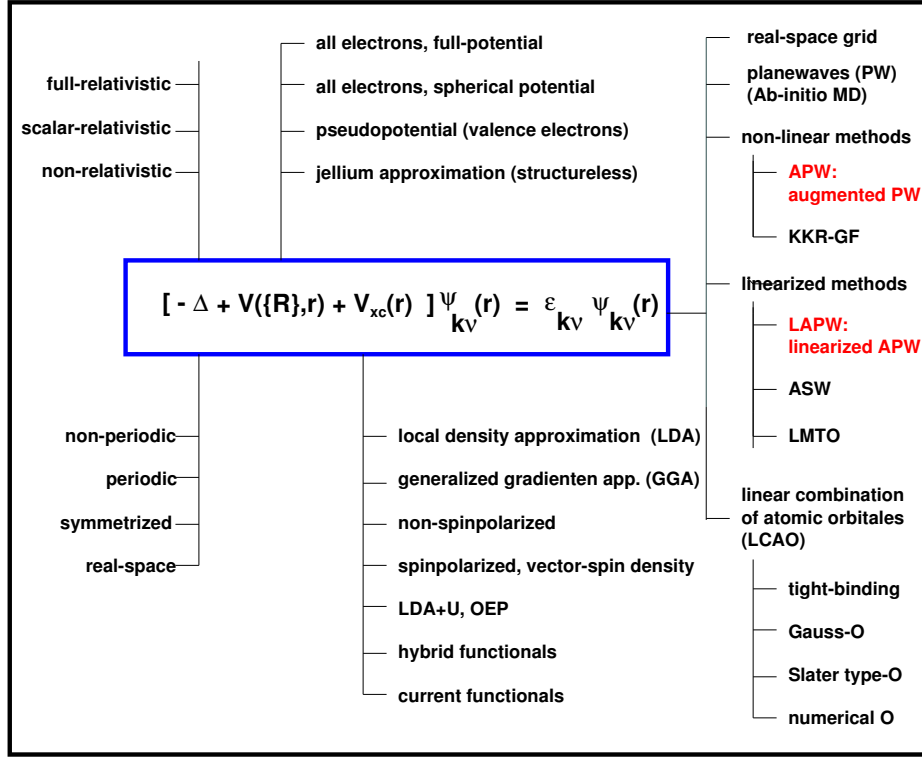 all electrons, full-potential
all electrons, spherical potential
pseudopotential (valence electrons)
jellium approximation (structureless)
full-relativistic
scalar-relativistic
non-relativistic
real-space grid
planewaves (PW)
(Ab-initio MD)
non-linear methods
APW:
augmented PW
KKR-GF
linearized methods
LAPW:
linearized APW
ASW
LMTO
linear combination
of atomic orbitales
(LCAO)
tight-binding
Gauss-O
Slater type-O
numerical O
[ - Δ + V({R},r) + Vxc(r) ] ψkν(r) = εkν ψkν(r)
non-periodic
periodic
symmetrized
real-space
local density approximation (LDA)
generalized gradienten app. (GGA)
non-spinpolarized
spinpolarized, vector-spin density
LDA+U, OEP
hybrid functionals
current functionals